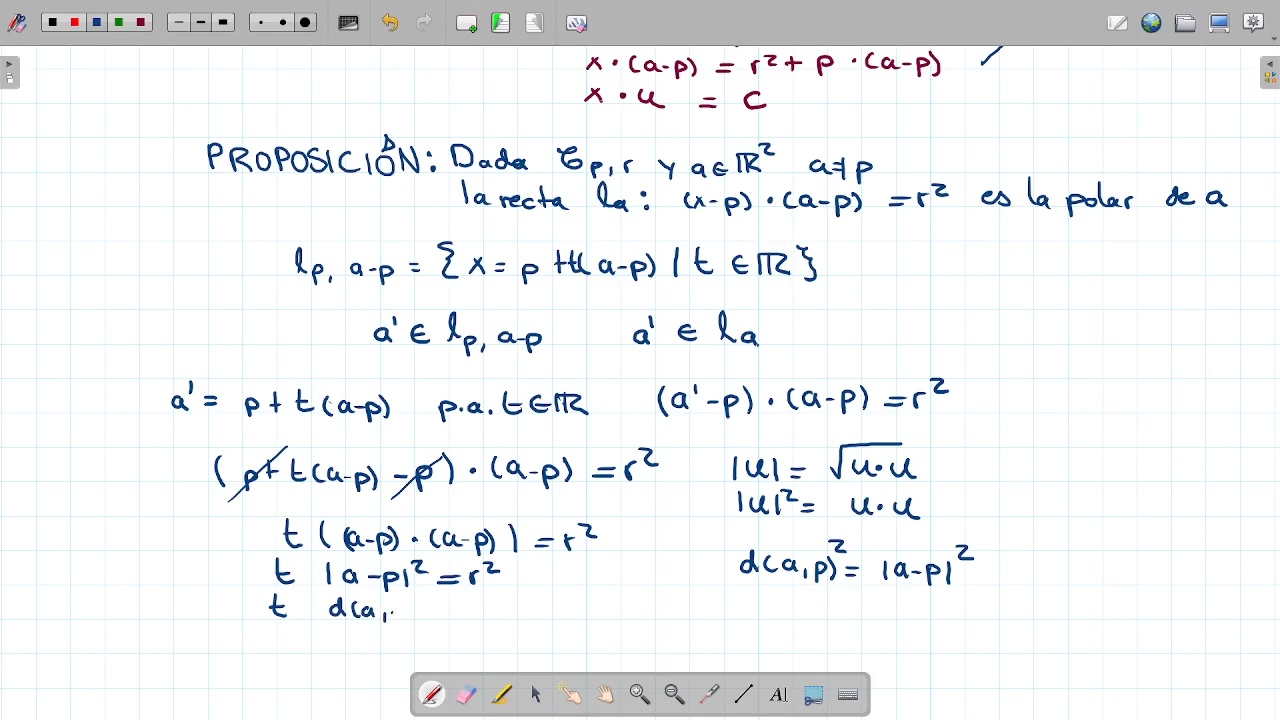 x · (a-p) = r² + p · (a-p)
x · u = c
PROPOSICIÓN: Dada 𝒞p,r y a ∈ ℝ² a≠p
la recta la: (x-p) · (a-p) = r² es la polar de a
lp, a-p = { x = p + t(a-p) | t ∈ ℝ }
a' ∈ lp, a-p a' ∈ la
a' = p + t(a-p) p.a. t ∈ ℝ (a'-p) · (a-p) = r²
(p + t(a-p) - p) · (a-p) = r² |u| = √u·u
|u|² = u·u
t ((a-p) · (a-p)) = r²
d(a,p)² = |a-p|²
t |a-p|² = r²
t d(a,
AI